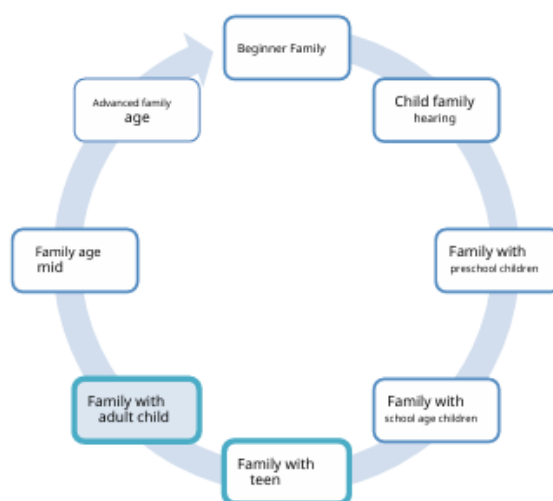 Beginner Family
Child family
hearing
Family with
preschool children
Family with
school age children
Family with
teen
Family with
adult child
Family age
mid
Advanced family
age